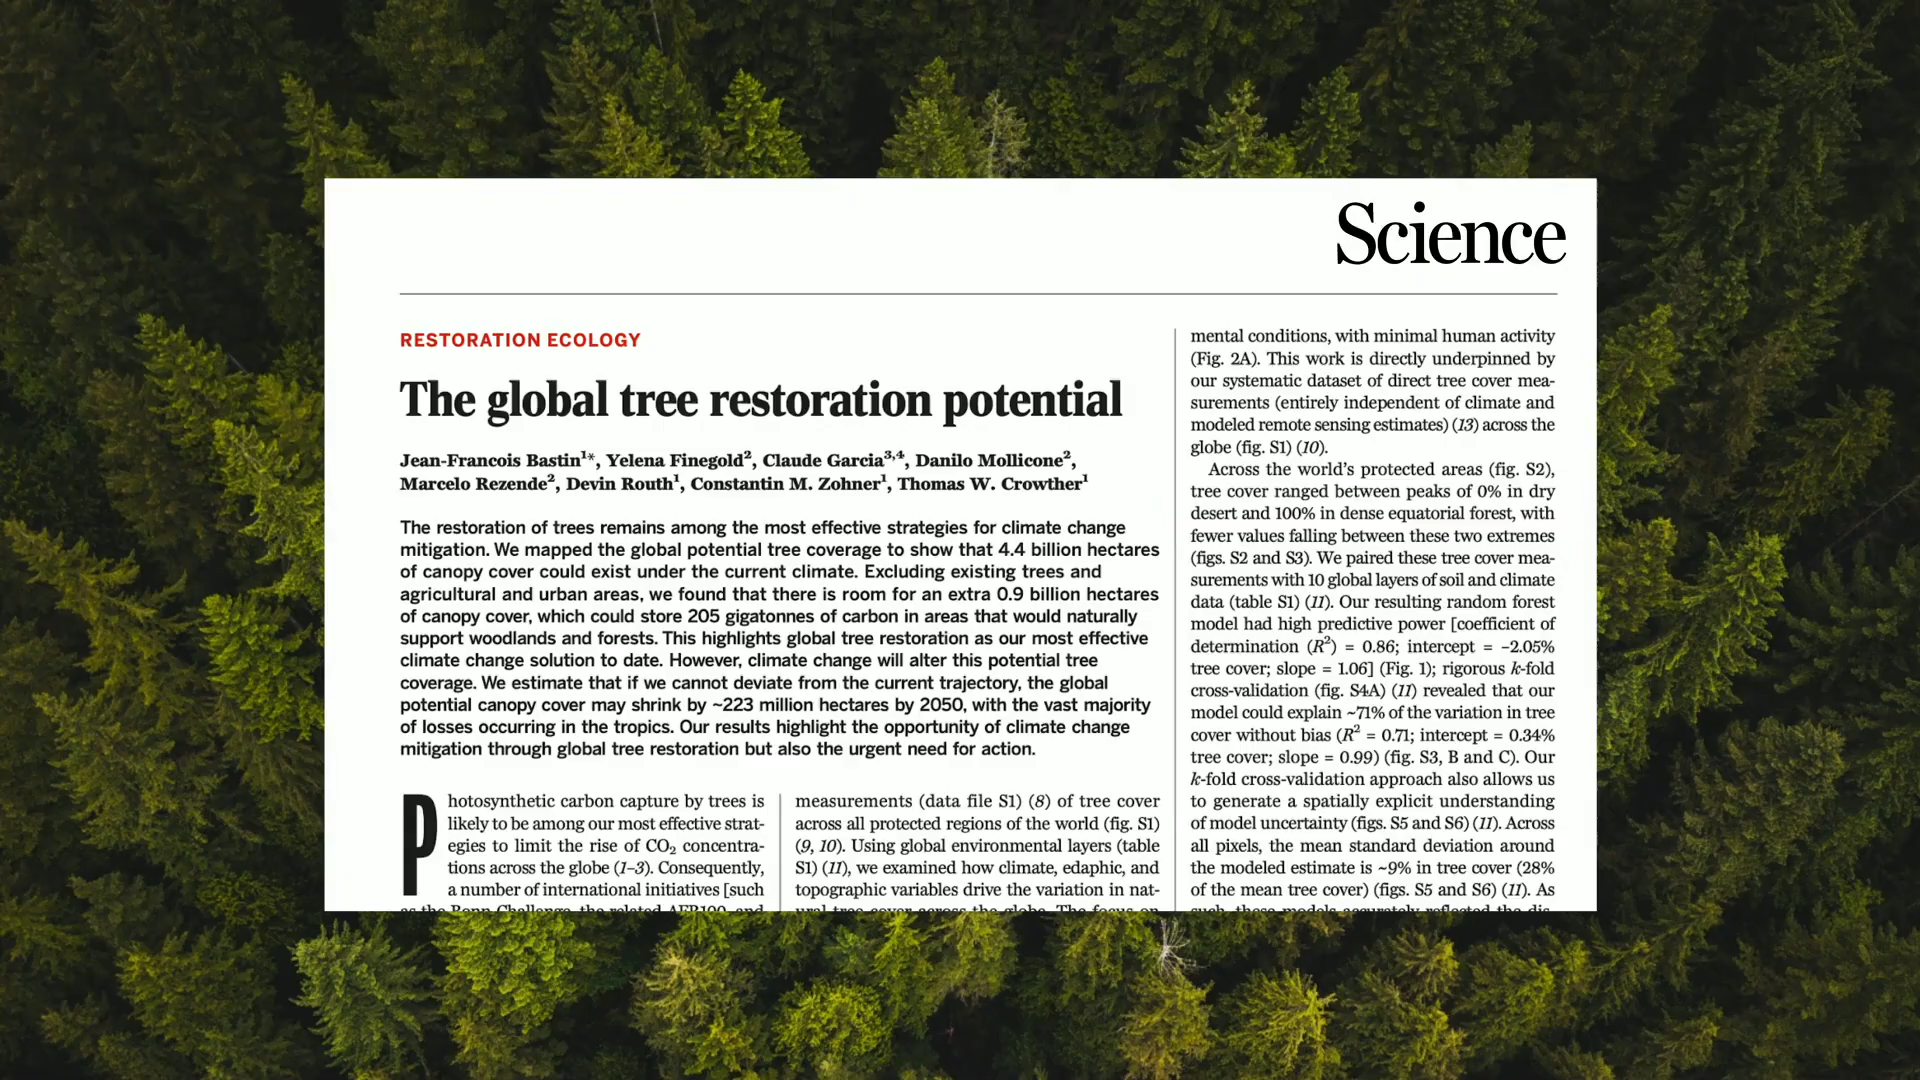 Science
RESTORATION ECOLOGY
The global tree restoration potential
Jean-Francois Bastin¹*, Yelena Finegold², Claude Garcia³,⁴, Danilo Mollicone²,
Marcelo Rezende², Devin Routh¹, Constantin M. Zohner¹, Thomas W. Crowther¹
The restoration of trees remains among the most effective strategies for climate change
mitigation. We mapped the global potential tree coverage to show that 4.4 billion hectares
of canopy cover could exist under the current climate. Excluding existing trees and
agricultural and urban areas, we found that there is room for an extra 0.9 billion hectares
of canopy cover, which could store 205 gigatonnes of carbon in areas that would naturally
support woodlands and forests. This highlights global tree restoration as our most effective
climate change solution to date. However, climate change will alter this potential tree
coverage. We estimate that if we cannot deviate from the current trajectory, the global
potential canopy cover may shrink by ~223 million hectares by 2050, with the vast majority
of losses occurring in the tropics. Our results highlight the opportunity of climate change
mitigation through global tree restoration but also the urgent need for action.
Photosynthetic carbon capture by trees is
likely to be among our most effective strat-
egies to limit the rise of CO₂ concentra-
tions across the globe (1–3). Consequently,
a number of international initiatives [such
as the Bonn Challenge, the related AFR100, and
measurements (data file S1) (8) of tree cover
across all protected regions of the world (fig. S1)
(9, 10). Using global environmental layers (table
S1) (11), we examined how climate, edaphic, and
topographic variables drive the variation in nat-
ural tree cover across the globe. The focus on
mental conditions, with minimal human activity
(Fig. 2A). This work is directly underpinned by
our systematic dataset of direct tree cover mea-
surements (entirely independent of climate and
modeled remote sensing estimates) (13) across the
globe (fig. S1) (10).
Across the world's protected areas (fig. S2),
tree cover ranged between peaks of 0% in dry
desert and 100% in dense equatorial forest, with
fewer values falling between these two extremes
(figs. S2 and S3). We paired these tree cover mea-
surements with 10 global layers of soil and climate
data (table S1) (11). Our resulting random forest
model had high predictive power [coefficient of
determination (R²) = 0.86; intercept = −2.05%
tree cover; slope = 1.06] (Fig. 1); rigorous k-fold
cross-validation (fig. S4A) (11) revealed that our
model could explain ~71% of the variation in tree
cover without bias (R² = 0.71; intercept = 0.34%
tree cover; slope = 0.99) (fig. S3, B and C). Our
k-fold cross-validation approach also allows us
to generate a spatially explicit understanding
of model uncertainty (figs. S5 and S6) (11). Across
all pixels, the mean standard deviation around
the modeled estimate is ~9% in tree cover (28%
of the mean tree cover) (figs. S5 and S6) (11). As
such, these models accurately reflected the dis-